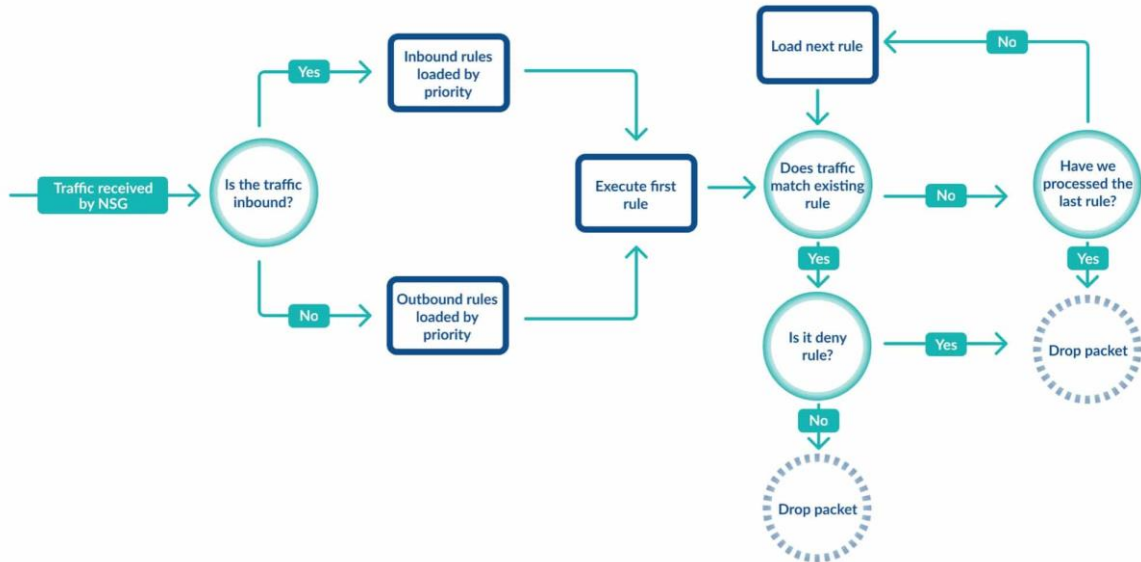 Traffic received
by NSG
Is the traffic
inbound?
Yes
Inbound rules
loaded by
priority
No
Outbound rules
loaded by
priority
Execute first
rule
Load next rule
No
Does traffic
match existing
rule
No
Have we
processed the
last rule?
Yes
Yes
Is it deny
rule?
Yes
Drop packet
No
Drop packet